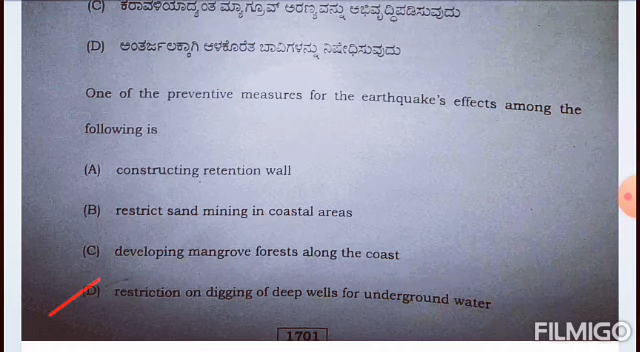 (C) ಕರಾವಳಿಯಾದ್ಯಂತ ಮ್ಯಾಂಗ್ರೂವ್ ಅರಣ್ಯವನ್ನು ಅಭಿವೃದ್ಧಿಪಡಿಸುವುದು
(D) ಅಂತರ್ಜಲಕ್ಕಾಗಿ ಆಳಕೊರೆತ ಬಾವಿಗಳನ್ನು ನಿಷೇಧಿಸುವುದು
One of the preventive measures for the earthquake's effects among the
following is
(A) constructing retention wall
(B) restrict sand mining in coastal areas
(C) developing mangrove forests along the coast
(D) restriction on digging of deep wells for underground water
1701
FILMIGO